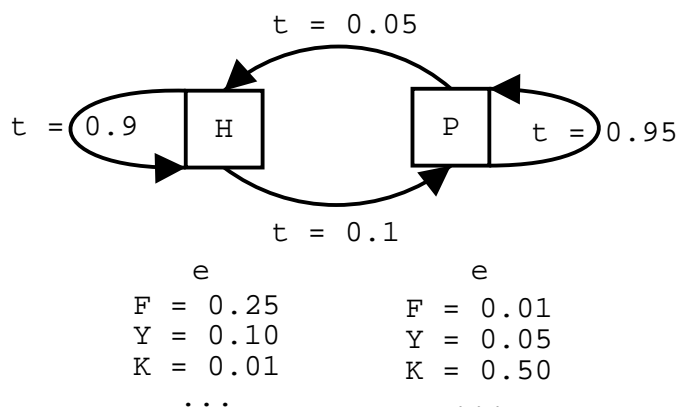 t = 0.05
t = 0.9
H
P
t = 0.95
t = 0.1
e
F = 0.25
Y = 0.10
K = 0.01
...
e
F = 0.01
Y = 0.05
K = 0.50
...